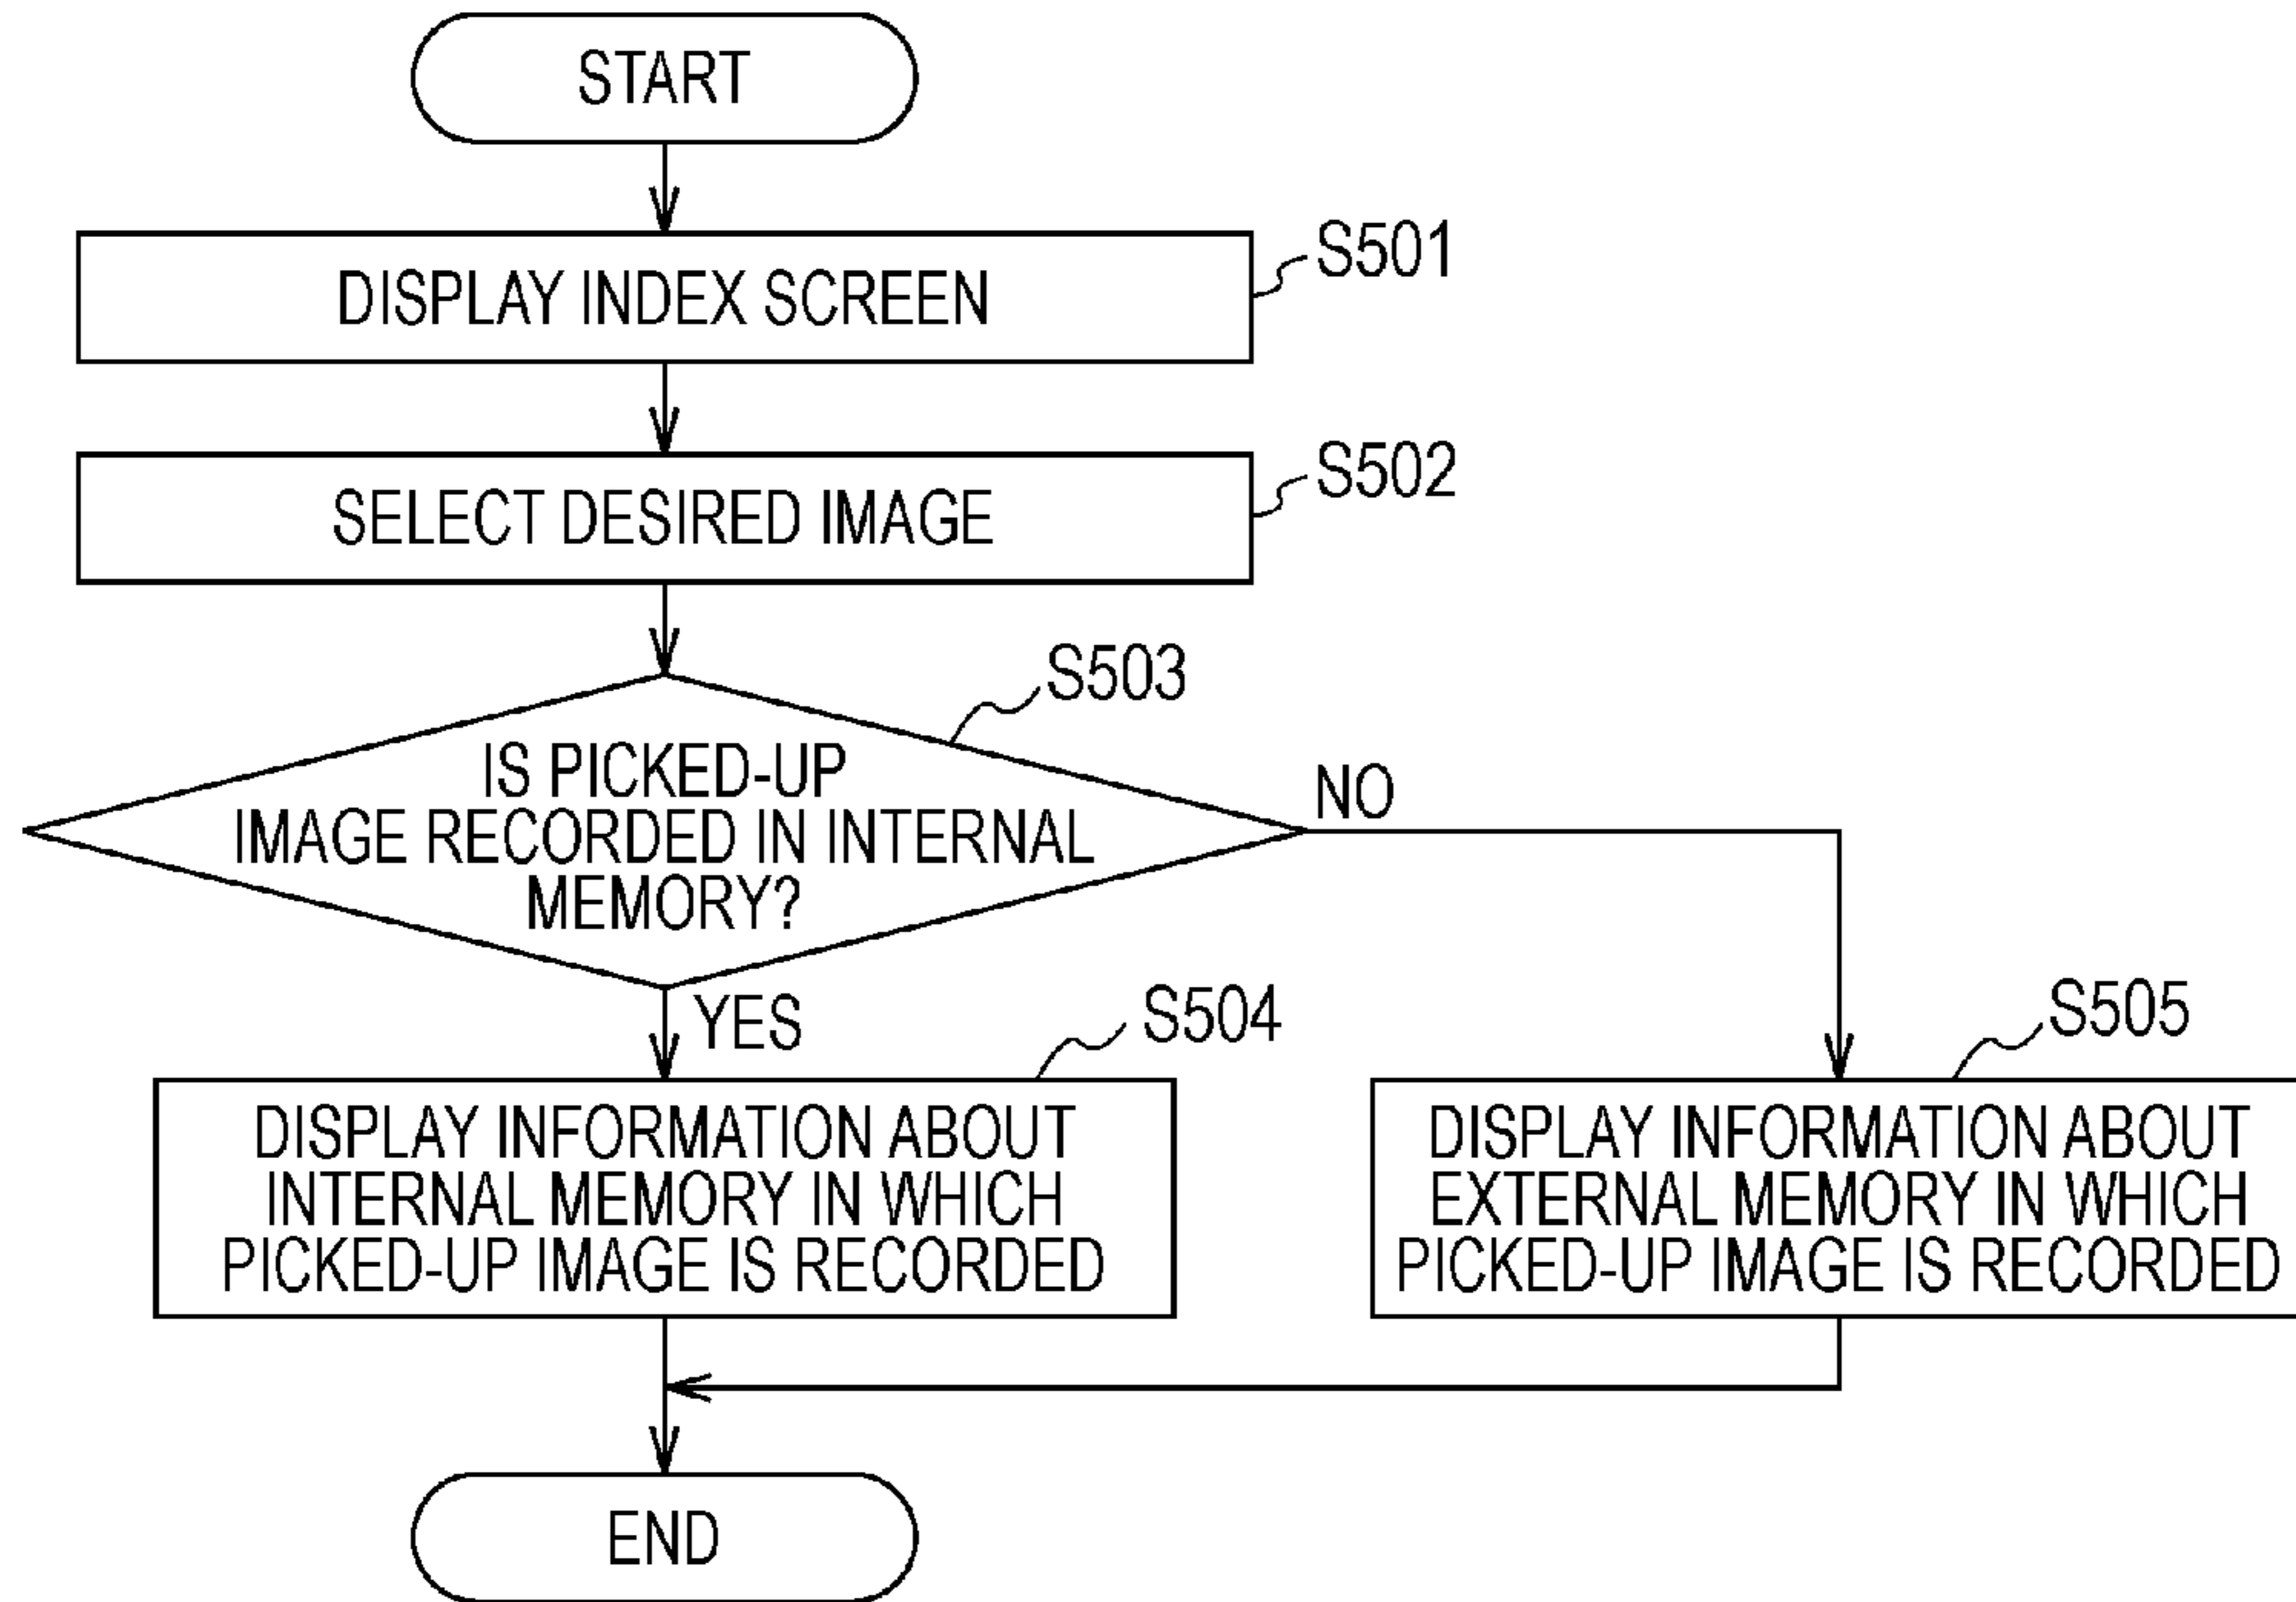 START
DISPLAY INDEX SCREEN
S501
SELECT DESIRED IMAGE
S502
S503
IS PICKED-UP
IMAGE RECORDED IN INTERNAL
MEMORY?
NO
YES
S504
DISPLAY INFORMATION ABOUT
INTERNAL MEMORY IN WHICH
PICKED-UP IMAGE IS RECORDED
S505
DISPLAY INFORMATION ABOUT
EXTERNAL MEMORY IN WHICH
PICKED-UP IMAGE IS RECORDED
END